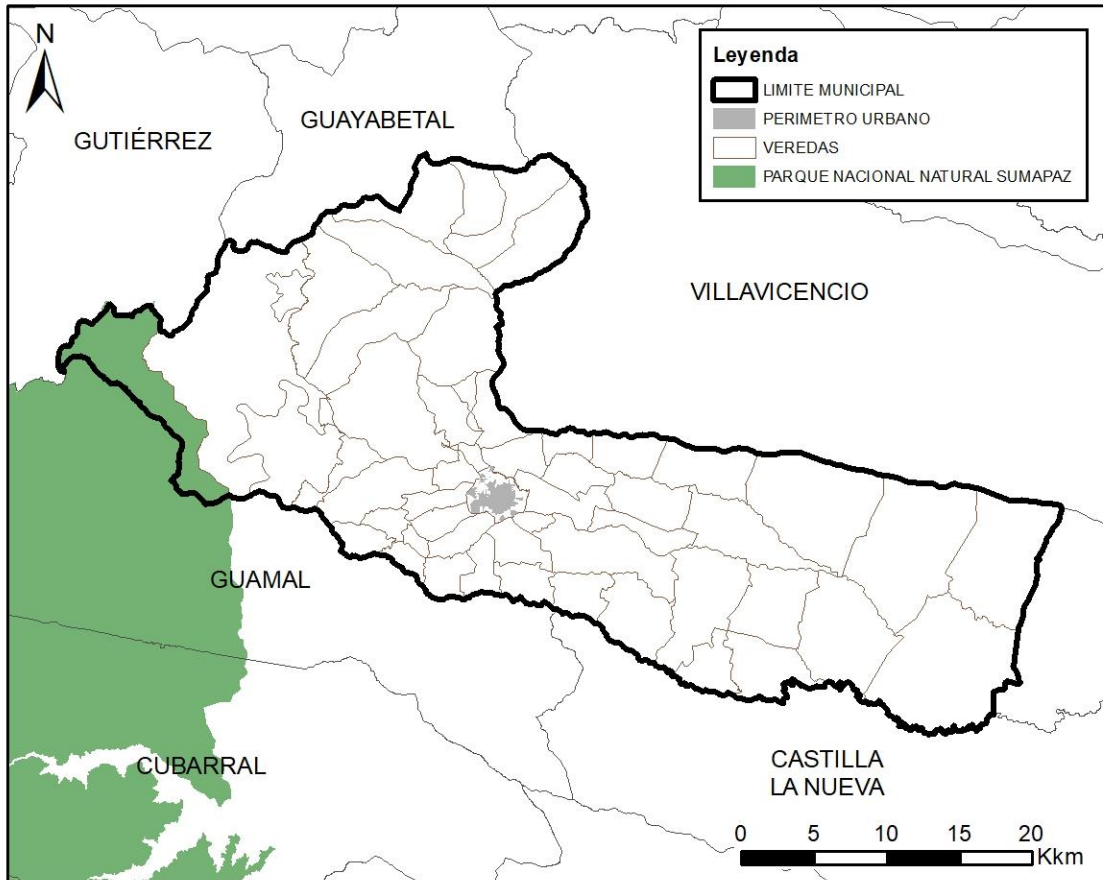 N
Leyenda
LIMITE MUNICIPAL
PERIMETRO URBANO
VEREDAS
PARQUE NACIONAL NATURAL SUMAPAZ
GUTIÉRREZ
GUAYABETAL
VILLAVICENCIO
GUAMAL
CUBARRAL
CASTILLA
LA NUEVA
0 5 10 15 20
Kkm